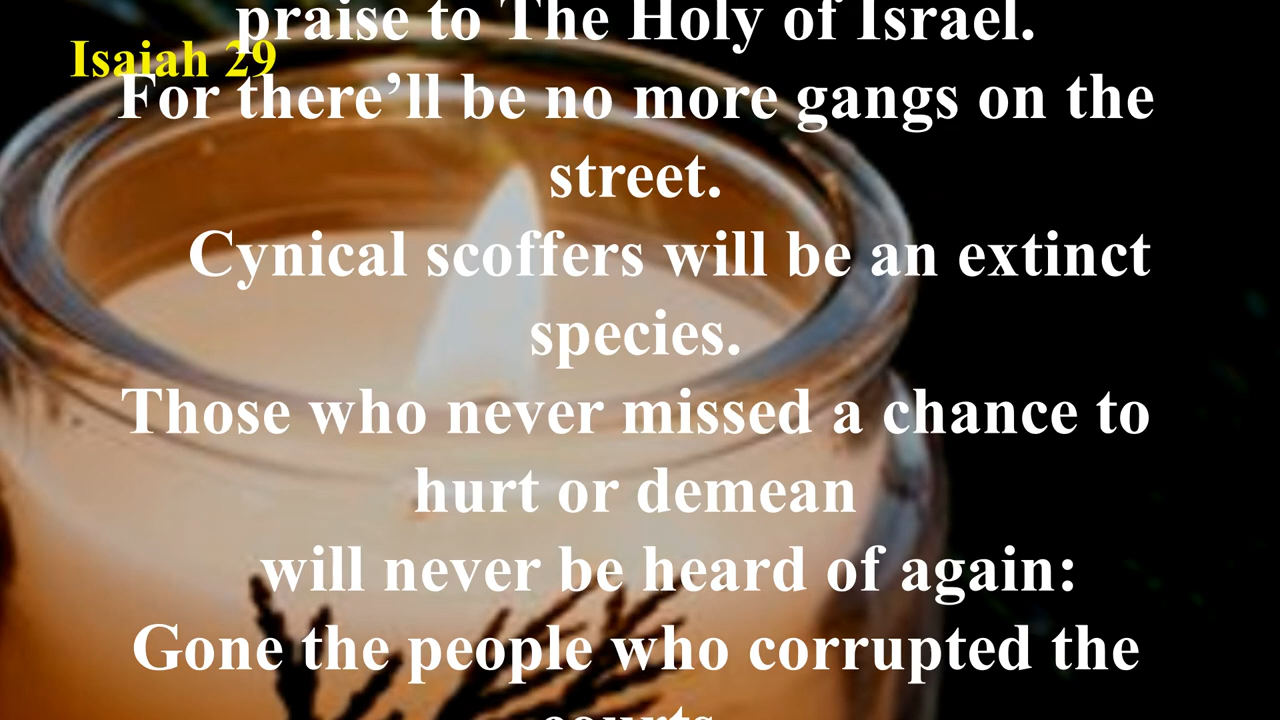 praise to The Holy of Israel.
Isaiah 29
For there’ll be no more gangs on the
street.
Cynical scoffers will be an extinct
species.
Those who never missed a chance to
hurt or demean
will never be heard of again:
Gone the people who corrupted the